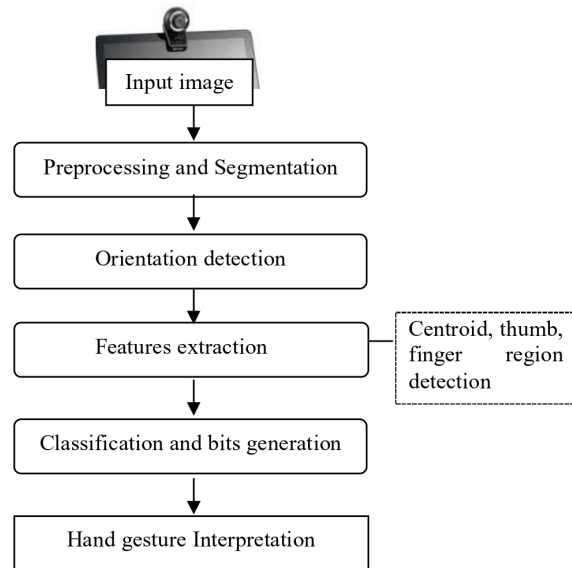 Input image
Preprocessing and Segmentation
Orientation detection
Features extraction
Centroid, thumb,
finger region
detection
Classification and bits generation
Hand gesture Interpretation